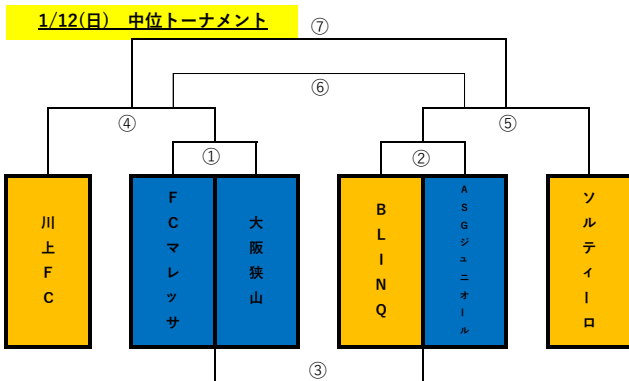 1/12(日) 中位トーナメント
⑦
⑥
④
⑤
①
②
川上FC
FCマレッサ
大阪狭山
BLINQ
ASGジュニオール
ソルティーロ
③